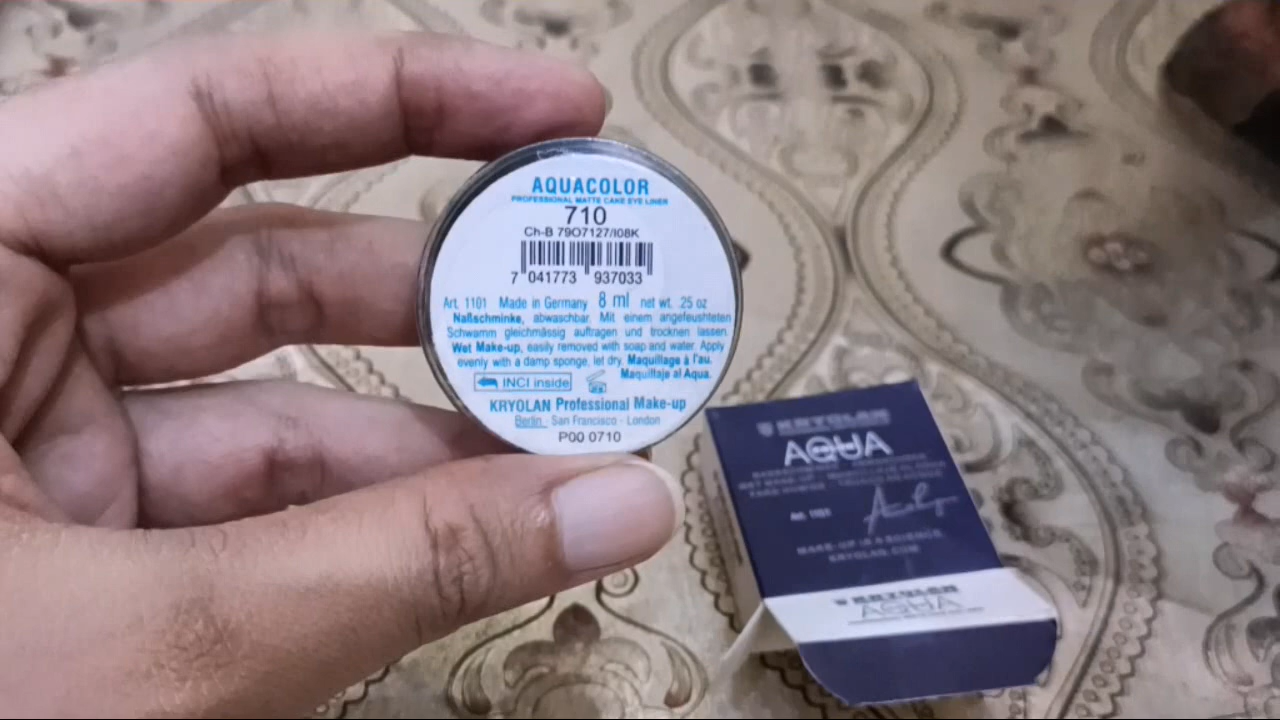 AQUACOLOR
PROFESSIONAL MATTE CAKE EYE LINER
710
Ch-B 79O7127/I08K
7 041773 937033
Art. 1101 Made in Germany 8 ml net wt. .25 oz
Naßschminke, abwaschbar. Mit einem angefeuchteten
Schwamm gleichmässig auftragen und trocknen lassen.
Wet Make-up, easily removed with soap and water. Apply
evenly with a damp sponge, let dry. Maquillage à l'au.
Maquillaje al Aqua.
INCI inside
KRYOLAN Professional Make-up
Berlin - San Francisco - London
P00 0710
KRYOLAN
AQUA
Art. 1101
MAKE-UP IS A SCIENCE.
KRYOLAN.COM
KRYOLAN
AQUA